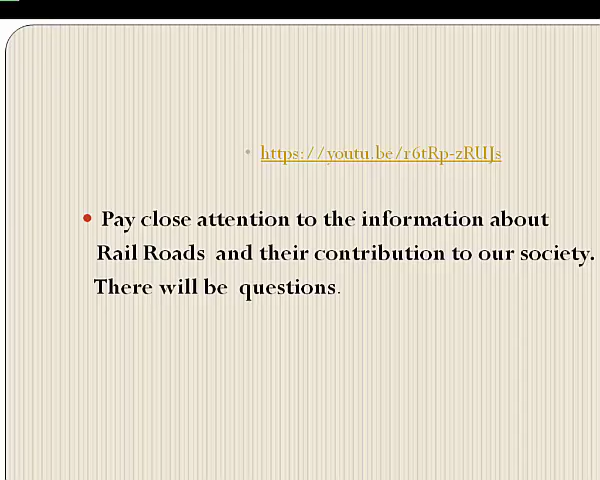 https://youtu.be/r6tRp-zRUJs
Pay close attention to the information about
Rail Roads and their contribution to our society.
There will be questions.